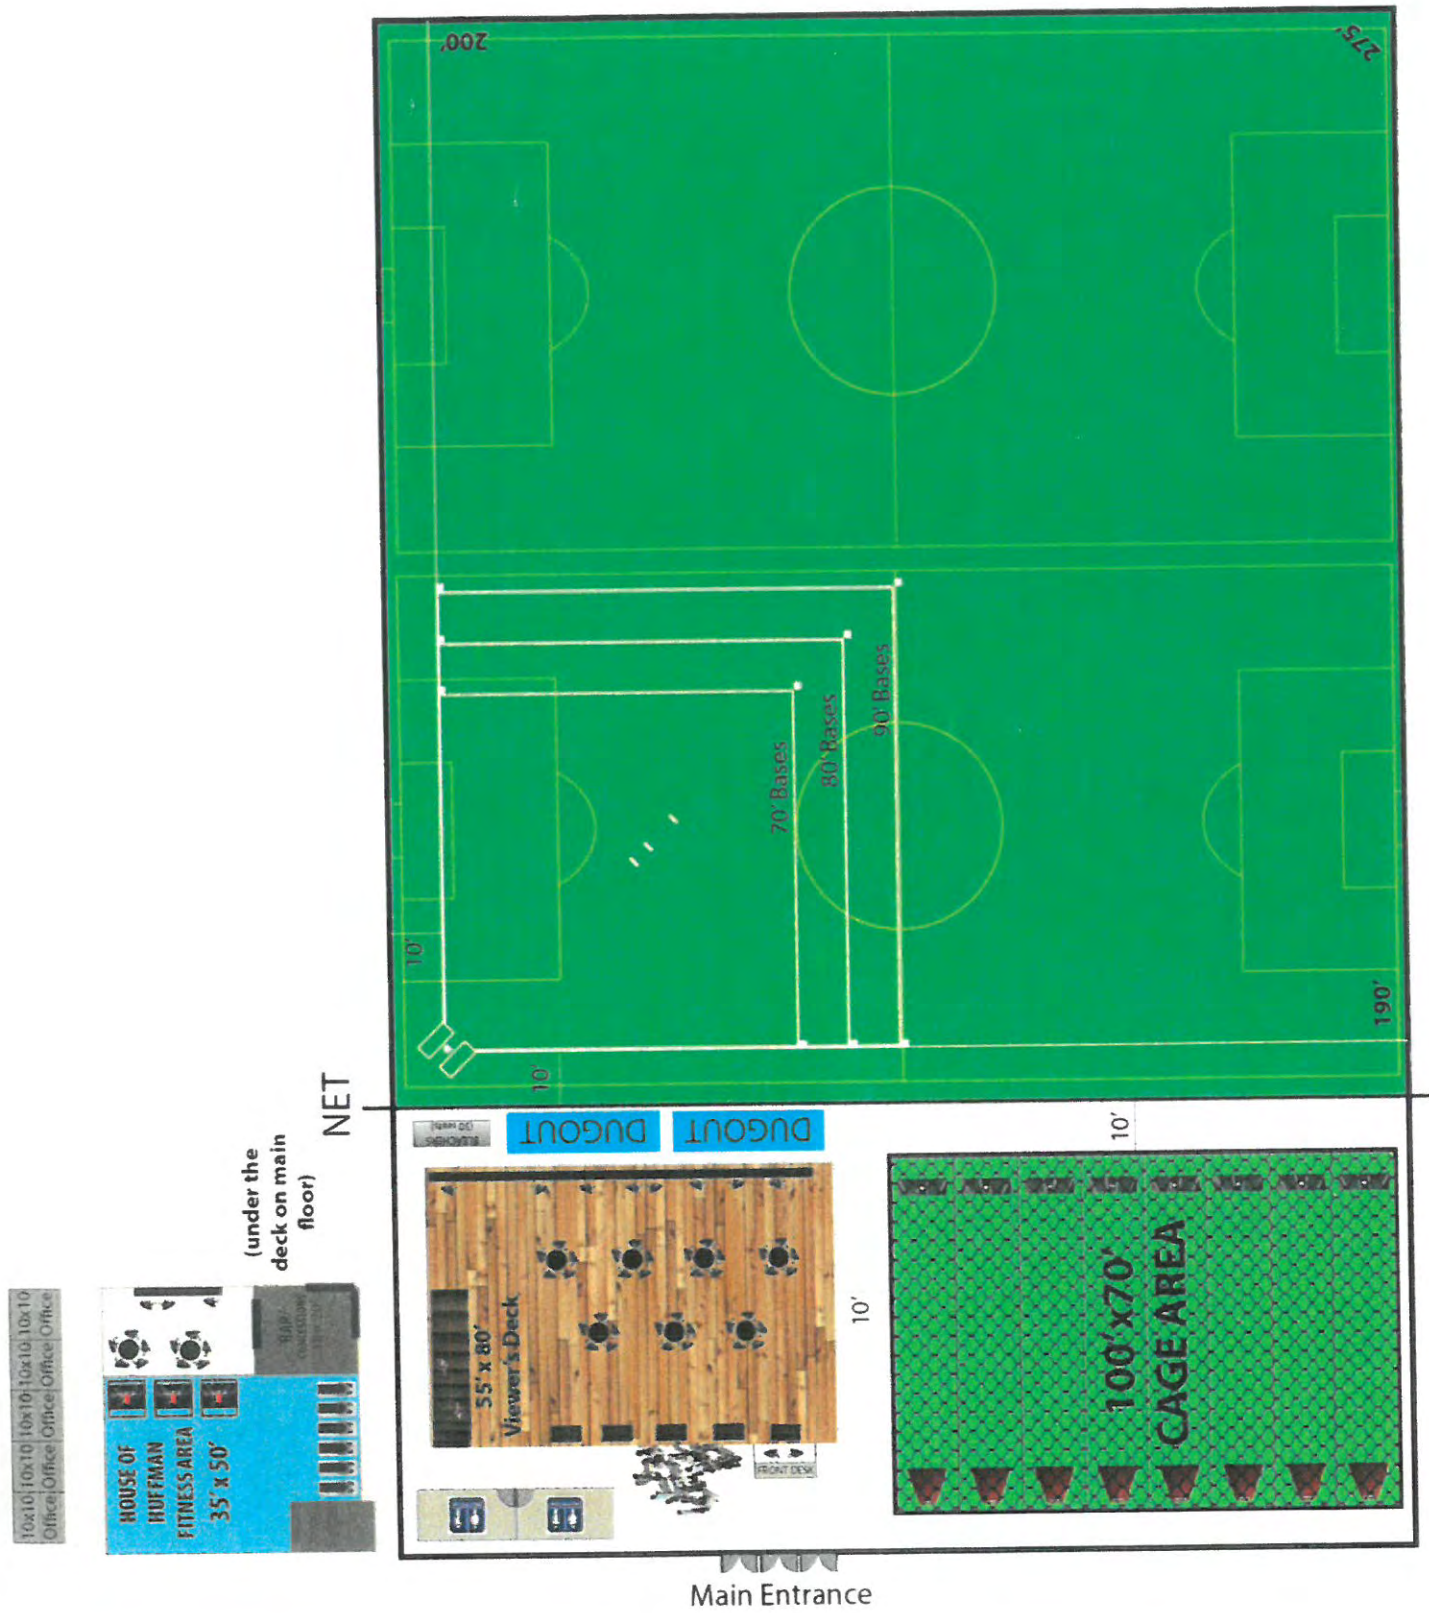 200'
275'
10'
70' Bases
80' Bases
90' Bases
10'
190'
NET
(under the
deck on main
floor)
BLEACHERS
DUGOUT
DUGOUT
10'
10x10 10x10 10x10 10x10
Office Office Office Office
HOUSE OF
HUFFMAN
FITNESS AREA
35' x 50'
55' x 80'
Viewer's Deck
10'
FRONT DESK
100'x70'
CAGE AREA
Main Entrance